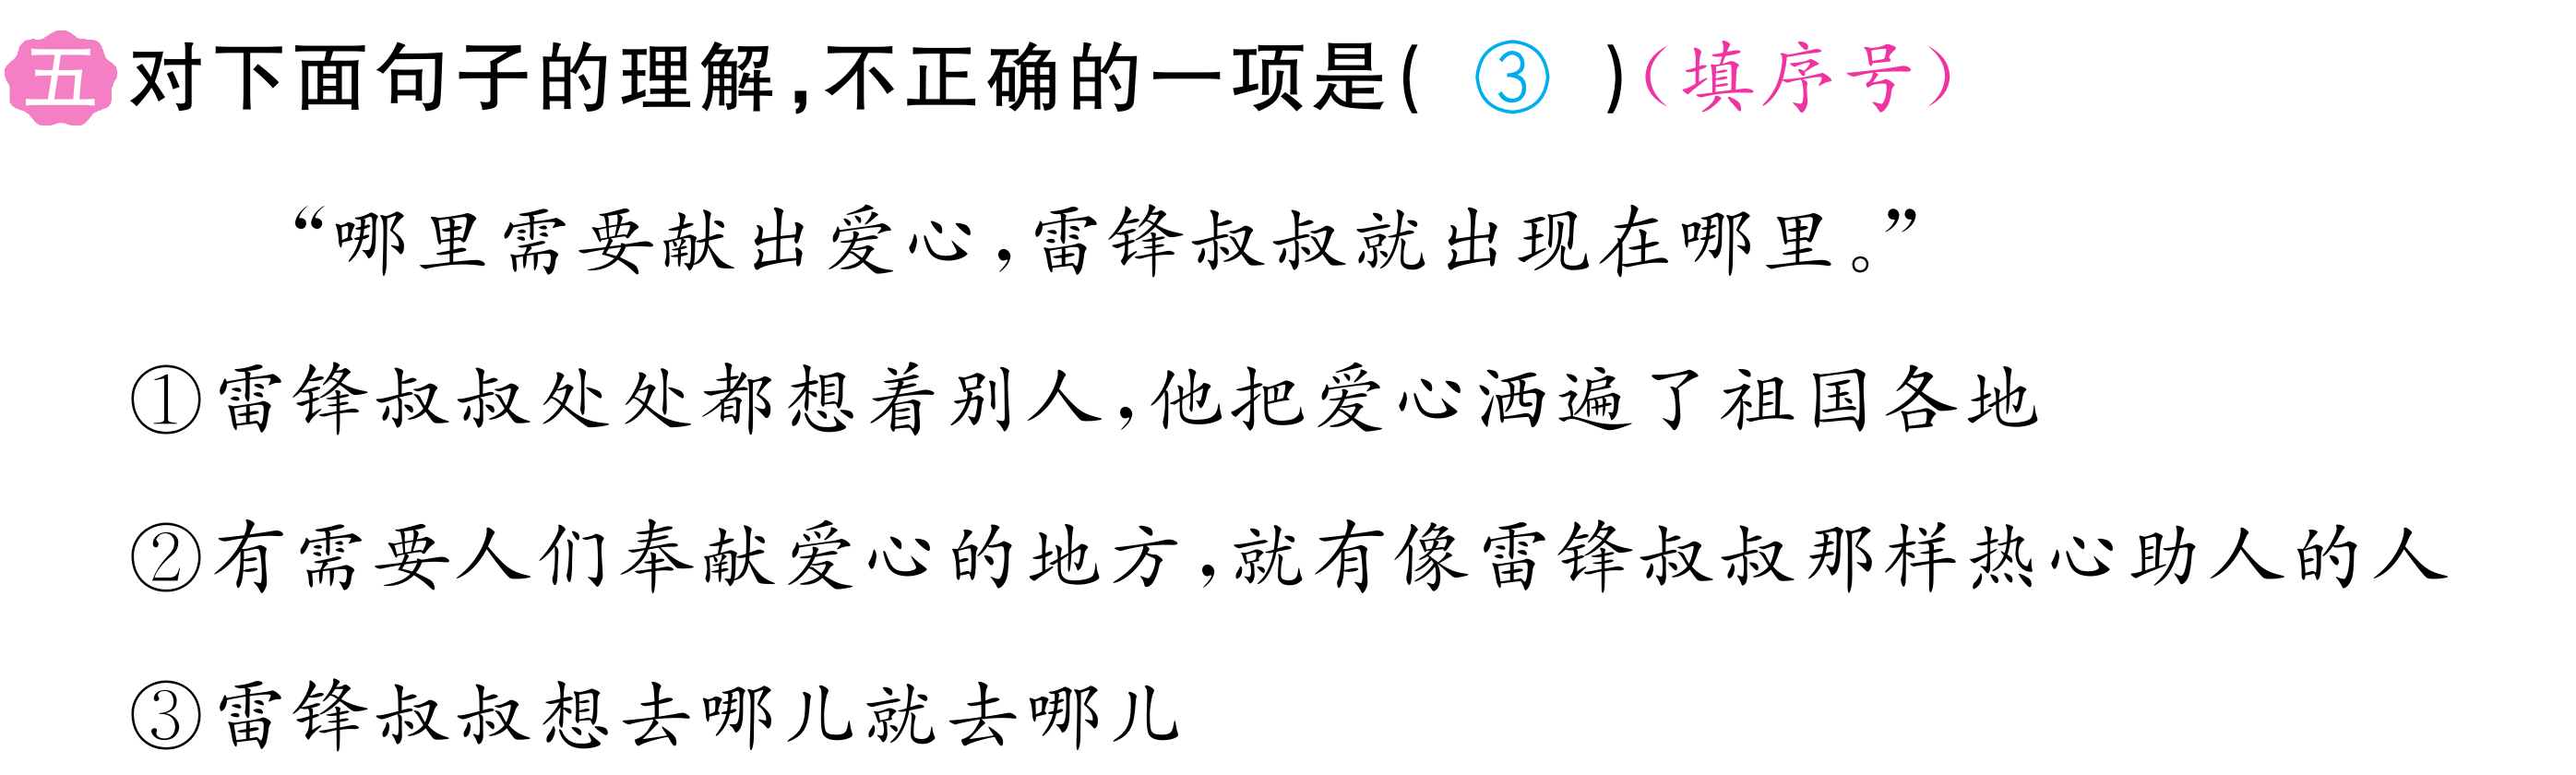 五 对下面句子的理解,不正确的一项是( ③ )(填序号)
“哪里需要献出爱心,雷锋叔叔就出现在哪里。”
①雷锋叔叔处处都想着别人,他把爱心洒遍了祖国各地
②有需要人们奉献爱心的地方,就有像雷锋叔叔那样热心助人的人
③雷锋叔叔想去哪儿就去哪儿